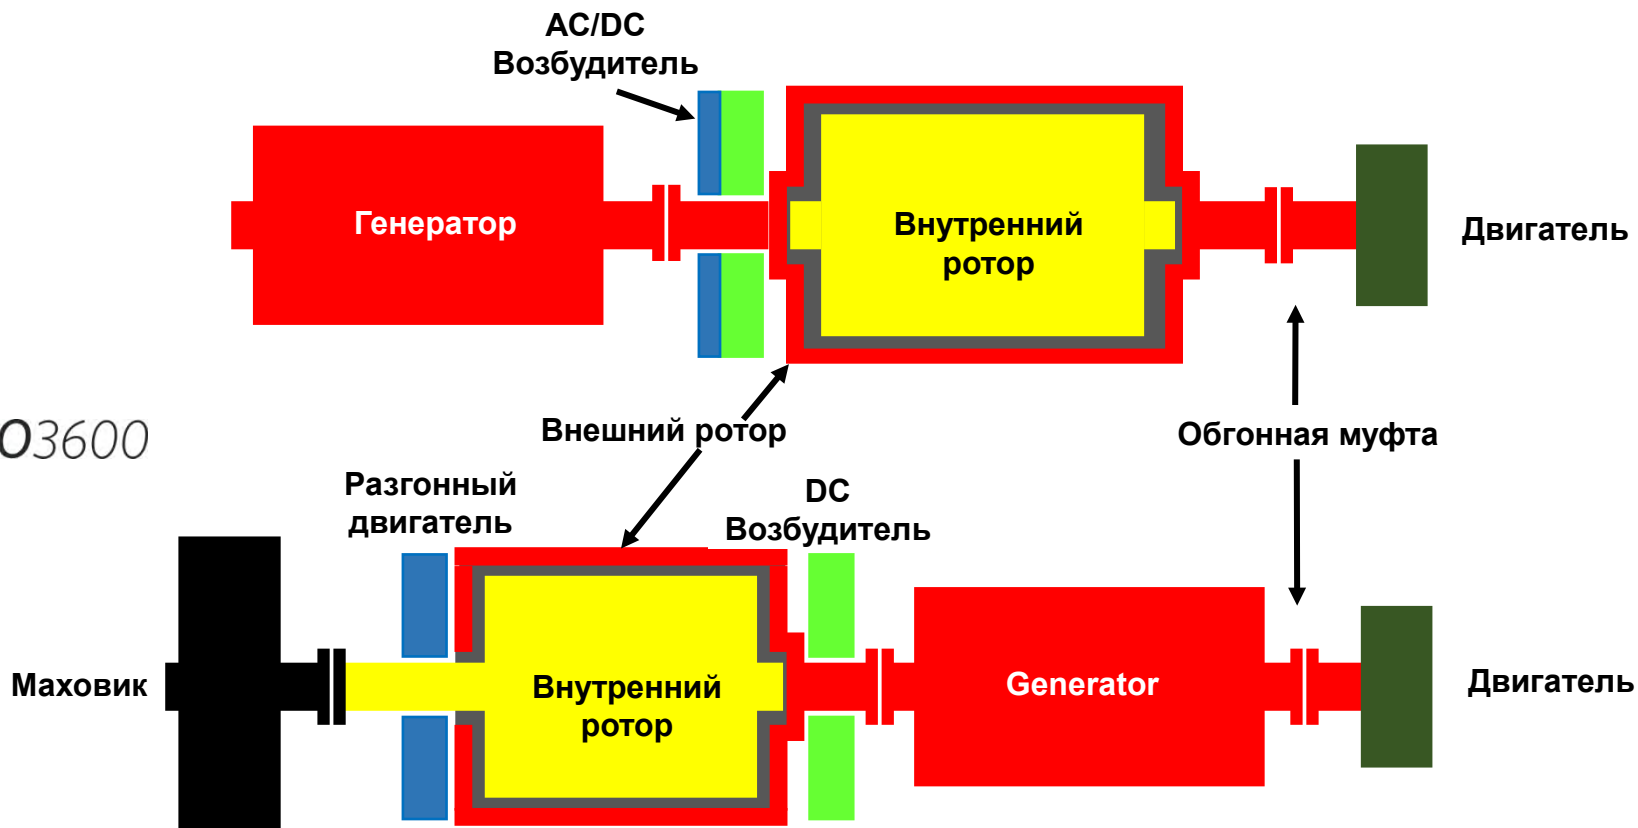 AC/DC
Возбудитель
Генератор
Внутренний
ротор
Двигатель
Внешний ротор
Обгонная муфта
O3600
Разгонный
двигатель
DC
Возбудитель
Маховик
Внутренний
ротор
Generator
Двигатель